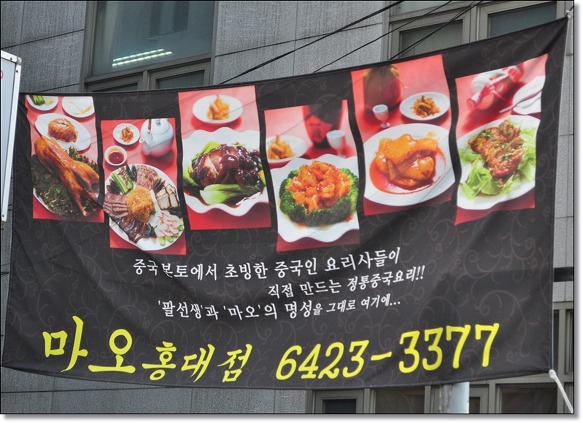 중국본토에서 초빙한 중국인 요리사들이
직접 만드는 정통중국요리!!
'팔선생'과 '마오'의 명성을 그대로 여기에...
마오 홍대점 6423-3377